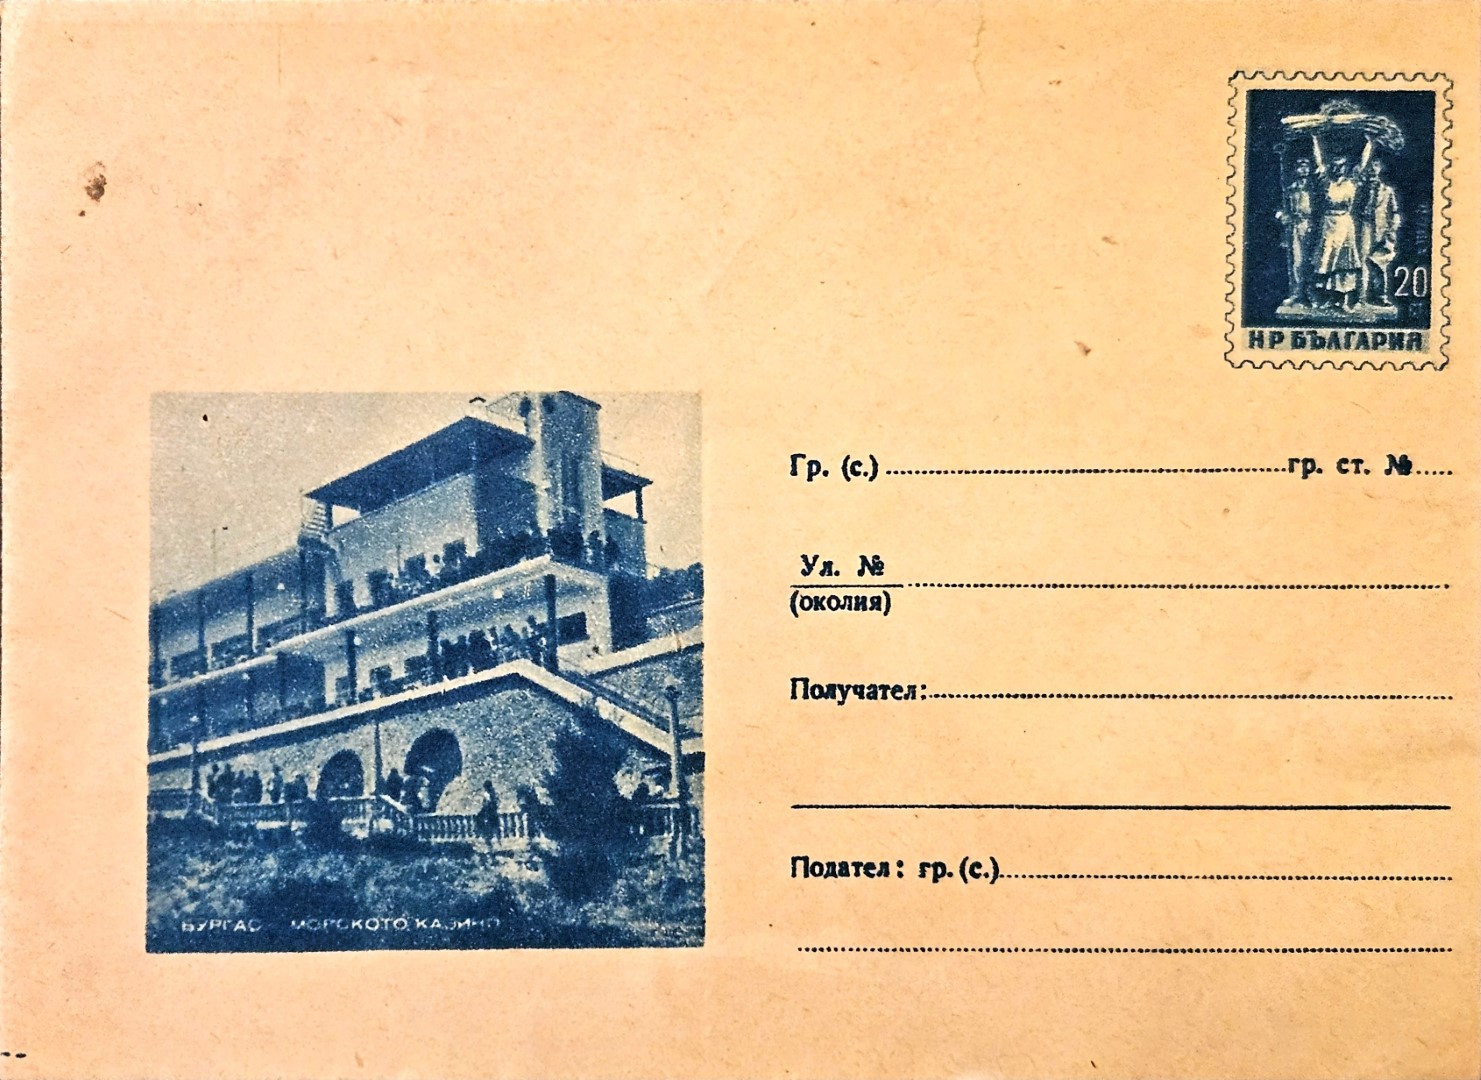 20
НР БЪЛГАРИЯ
Гр. (с.) гр. ст. №
Ул. №
(околия)
Получател:
Подател: гр. (с.)
БУРГАС МОРСКОТО КАЗИНО